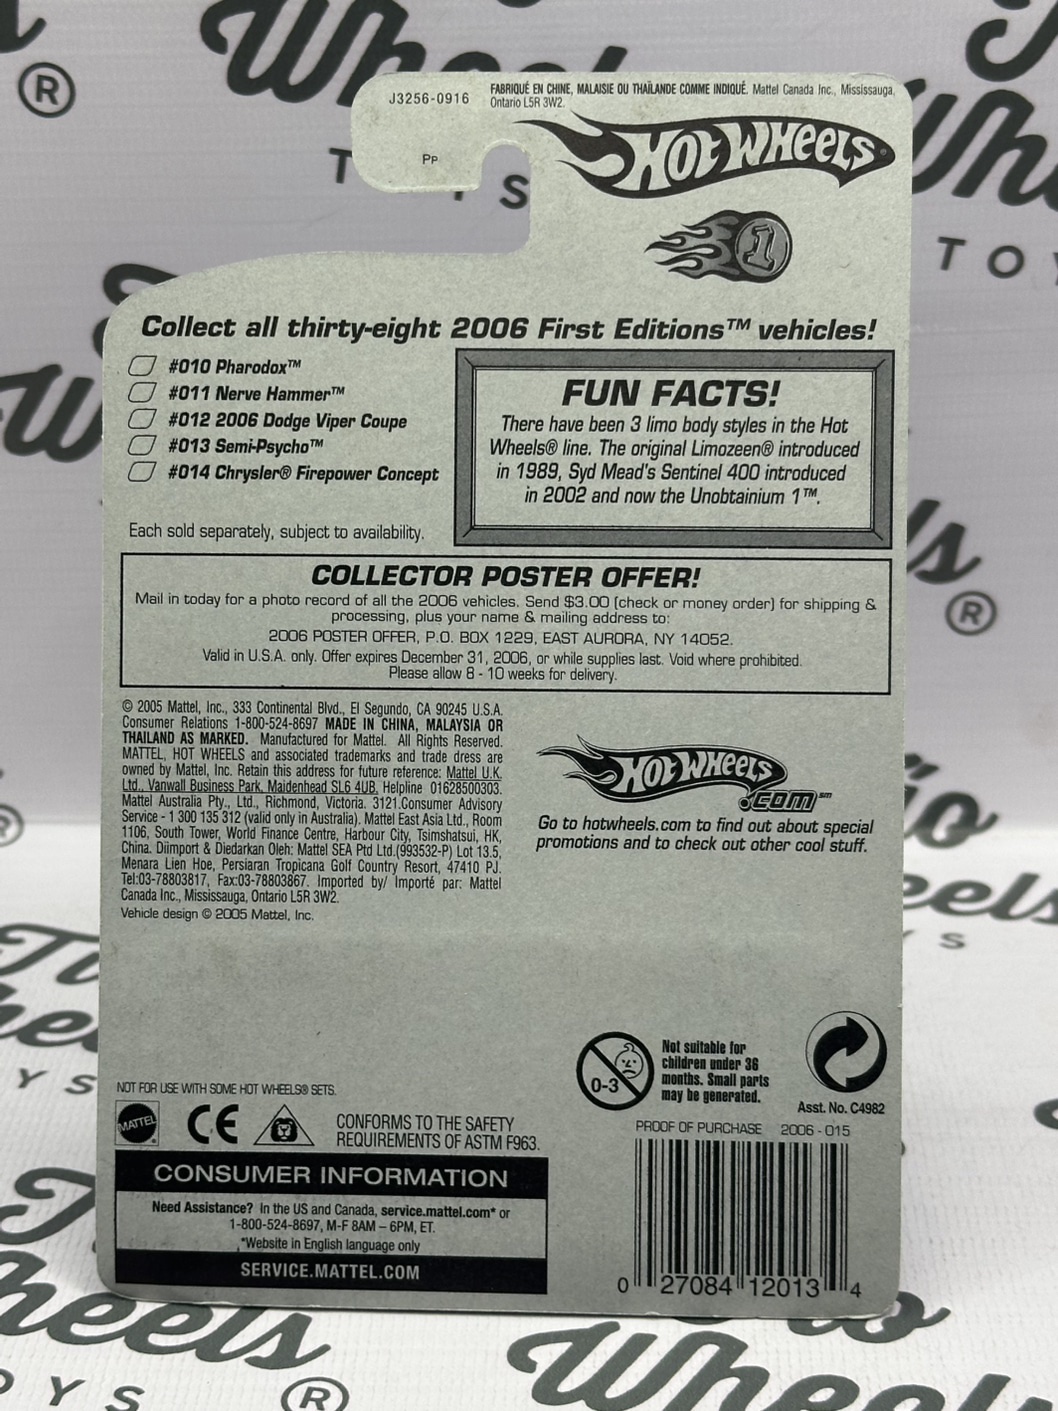 J3256-0916
FABRIQUÉ EN CHINE, MALAISIE OU THAÏLANDE COMME INDIQUÉ. Mattel Canada Inc., Mississauga,
Ontario L5R 3W2.
PP
HOT WHEELS
1
Collect all thirty-eight 2006 First Editions™ vehicles!
#010 Pharodox™
#011 Nerve Hammer™
#012 2006 Dodge Viper Coupe
#013 Semi-Psycho™
#014 Chrysler® Firepower Concept
Each sold separately, subject to availability.
FUN FACTS!
There have been 3 limo body styles in the Hot
Wheels® line. The original Limozeen® introduced
in 1989, Syd Mead's Sentinel 400 introduced
in 2002 and now the Unobtainium 1™.
COLLECTOR POSTER OFFER!
Mail in today for a photo record of all the 2006 vehicles. Send $3.00 (check or money order) for shipping &
processing, plus your name & mailing address to:
2006 POSTER OFFER, P.O. BOX 1229, EAST AURORA, NY 14052.
Valid in U.S.A. only. Offer expires December 31, 2006, or while supplies last. Void where prohibited.
Please allow 8 - 10 weeks for delivery.
© 2005 Mattel, Inc., 333 Continental Blvd., El Segundo, CA 90245 U.S.A.
Consumer Relations 1-800-524-8697 MADE IN CHINA, MALAYSIA OR
THAILAND AS MARKED. Manufactured for Mattel. All Rights Reserved.
MATTEL, HOT WHEELS and associated trademarks and trade dress are
owned by Mattel, Inc. Retain this address for future reference: Mattel U.K.
Ltd., Vanwall Business Park, Maidenhead SL6 4UB. Helpline 01628500303.
Mattel Australia Pty., Ltd., Richmond, Victoria. 3121.Consumer Advisory
Service - 1 300 135 312 (valid only in Australia). Mattel East Asia Ltd., Room
1106, South Tower, World Finance Centre, Harbour City, Tsimshatsui, HK,
China. Diimport & Diedarkan Oleh: Mattel SEA Ptd Ltd.(993532-P) Lot 13.5,
Menara Lien Hoe, Persiaran Tropicana Golf Country Resort, 47410 PJ.
Tel:03-78803817, Fax:03-78803867. Imported by/ Importé par: Mattel
Canada Inc., Mississauga, Ontario L5R 3W2.
Vehicle design © 2005 Mattel, Inc.
HOT WHEELS
.COM℠
Go to hotwheels.com to find out about special
promotions and to check out other cool stuff.
0-3
Not suitable for
children under 36
months. Small parts
may be generated.
Asst. No. C4982
NOT FOR USE WITH SOME HOT WHEELS® SETS.
MATTEL
CE
CONFORMS TO THE SAFETY
REQUIREMENTS OF ASTM F963.
CONSUMER INFORMATION
Need Assistance? In the US and Canada, service.mattel.com* or
1-800-524-8697, M-F 8AM – 6PM, ET.
*Website in English language only
SERVICE.MATTEL.COM
PROOF OF PURCHASE 2006 - 015
0 27084 12013 4
Wheels
TOYS
®